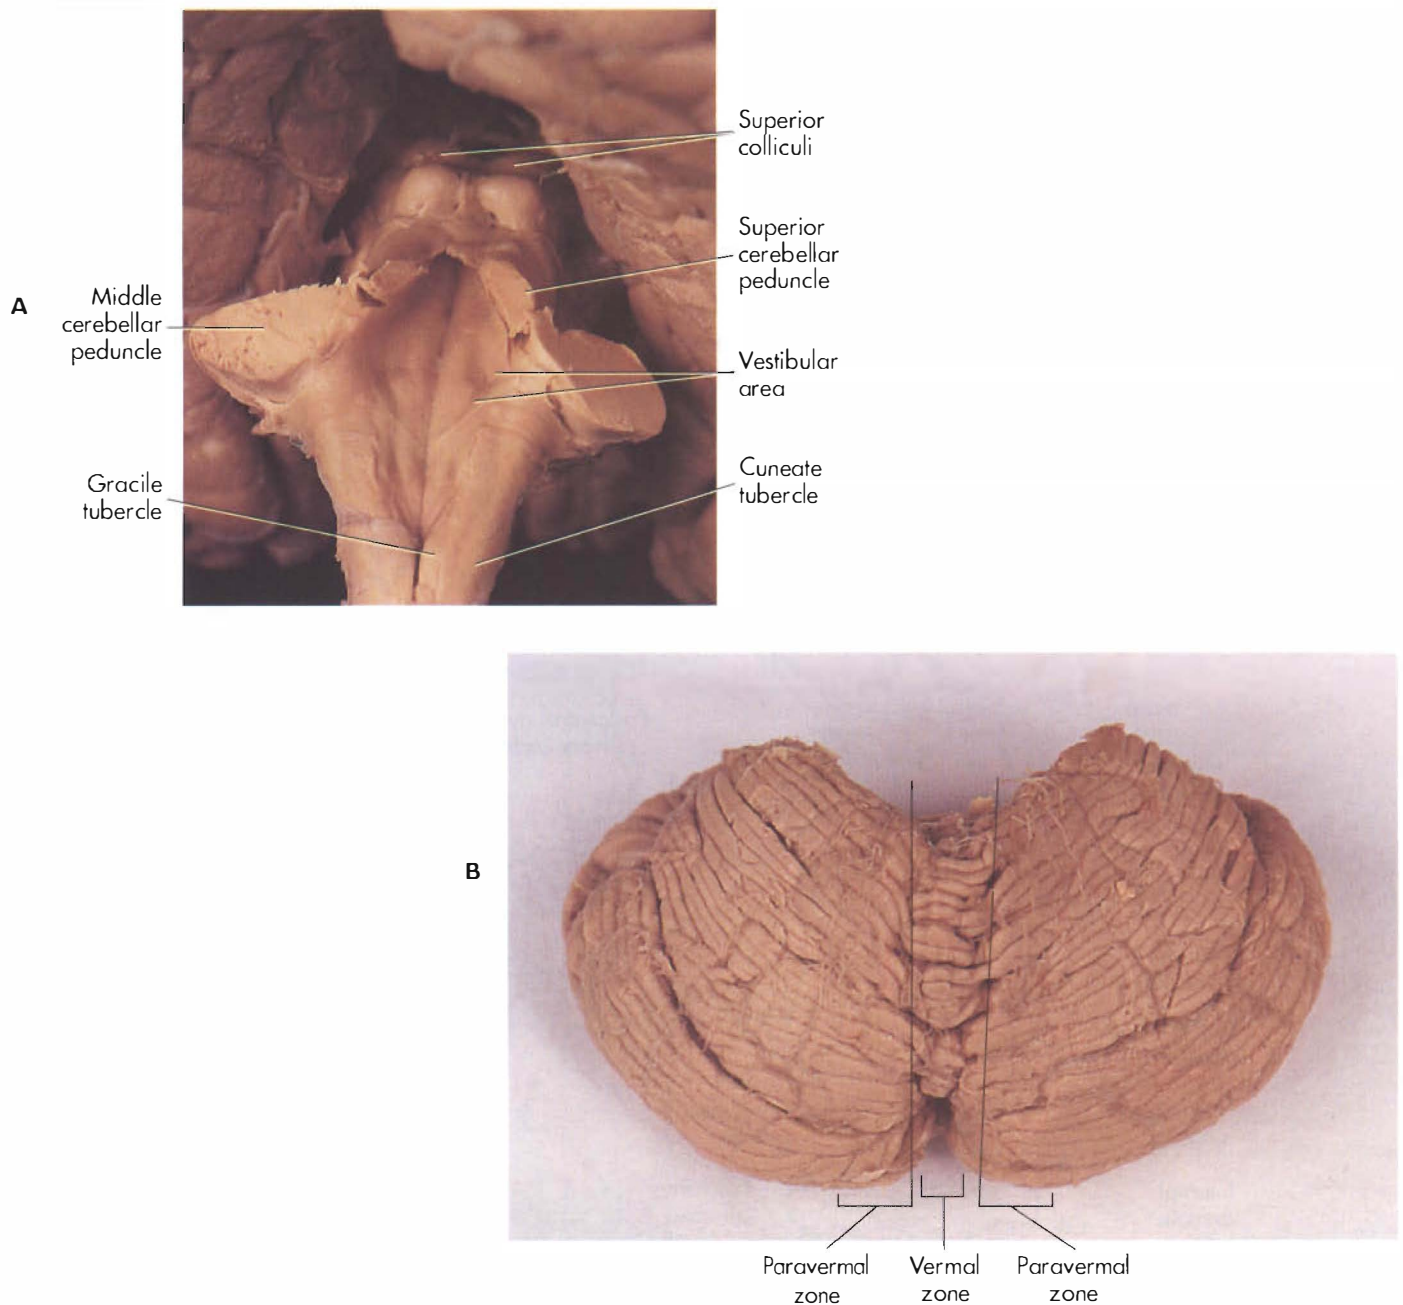 A
Superior
colliculi
Superior
cerebellar
peduncle
Middle
cerebellar
peduncle
Vestibular
area
Gracile
tubercle
Cuneate
tubercle
B
Paravermal
zone
Vermal
zone
Paravermal
zone